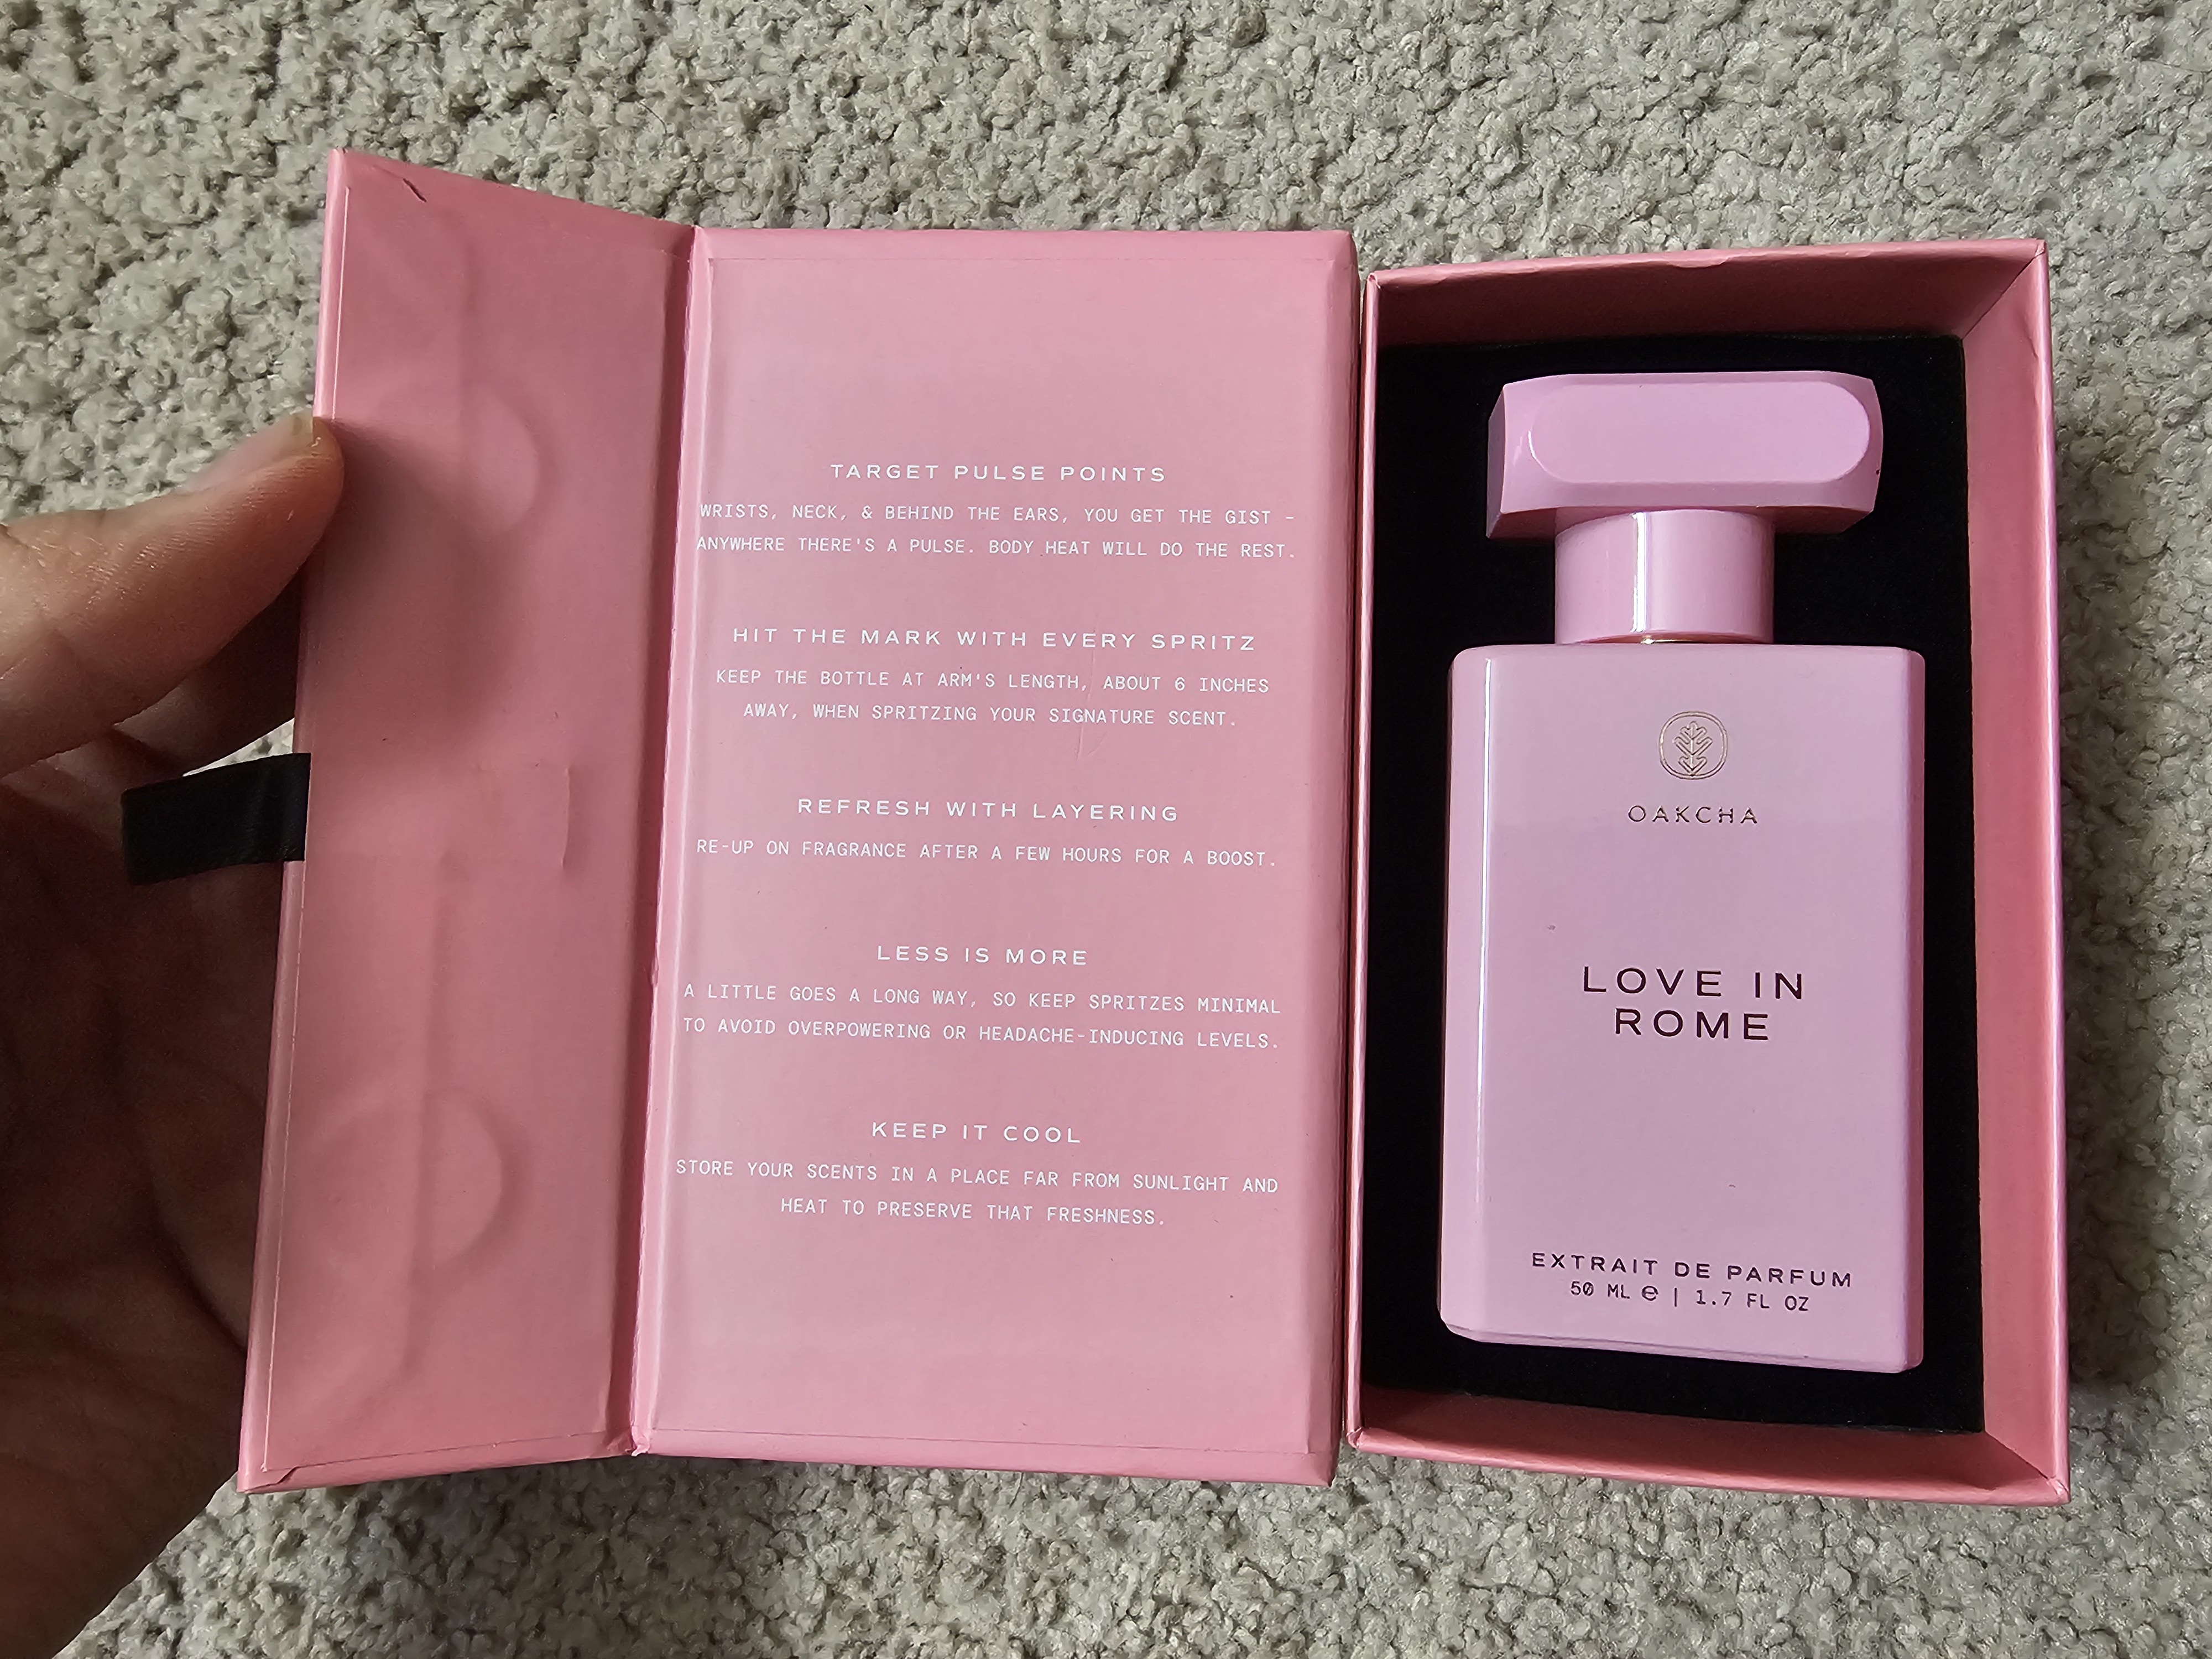 TARGET PULSE POINTS
WRISTS, NECK, & BEHIND THE EARS, YOU GET THE GIST -
ANYWHERE THERE'S A PULSE. BODY HEAT WILL DO THE REST.
HIT THE MARK WITH EVERY SPRITZ
KEEP THE BOTTLE AT ARM'S LENGTH, ABOUT 6 INCHES
AWAY, WHEN SPRITZING YOUR SIGNATURE SCENT.
REFRESH WITH LAYERING
RE-UP ON FRAGRANCE AFTER A FEW HOURS FOR A BOOST.
LESS IS MORE
A LITTLE GOES A LONG WAY, SO KEEP SPRITZES MINIMAL
TO AVOID OVERPOWERING OR HEADACHE-INDUCING LEVELS.
KEEP IT COOL
STORE YOUR SCENTS IN A PLACE FAR FROM SUNLIGHT AND
HEAT TO PRESERVE THAT FRESHNESS.
OAKCHA
LOVE IN
ROME
EXTRAIT DE PARFUM
50 ML ℮ | 1.7 FL OZ